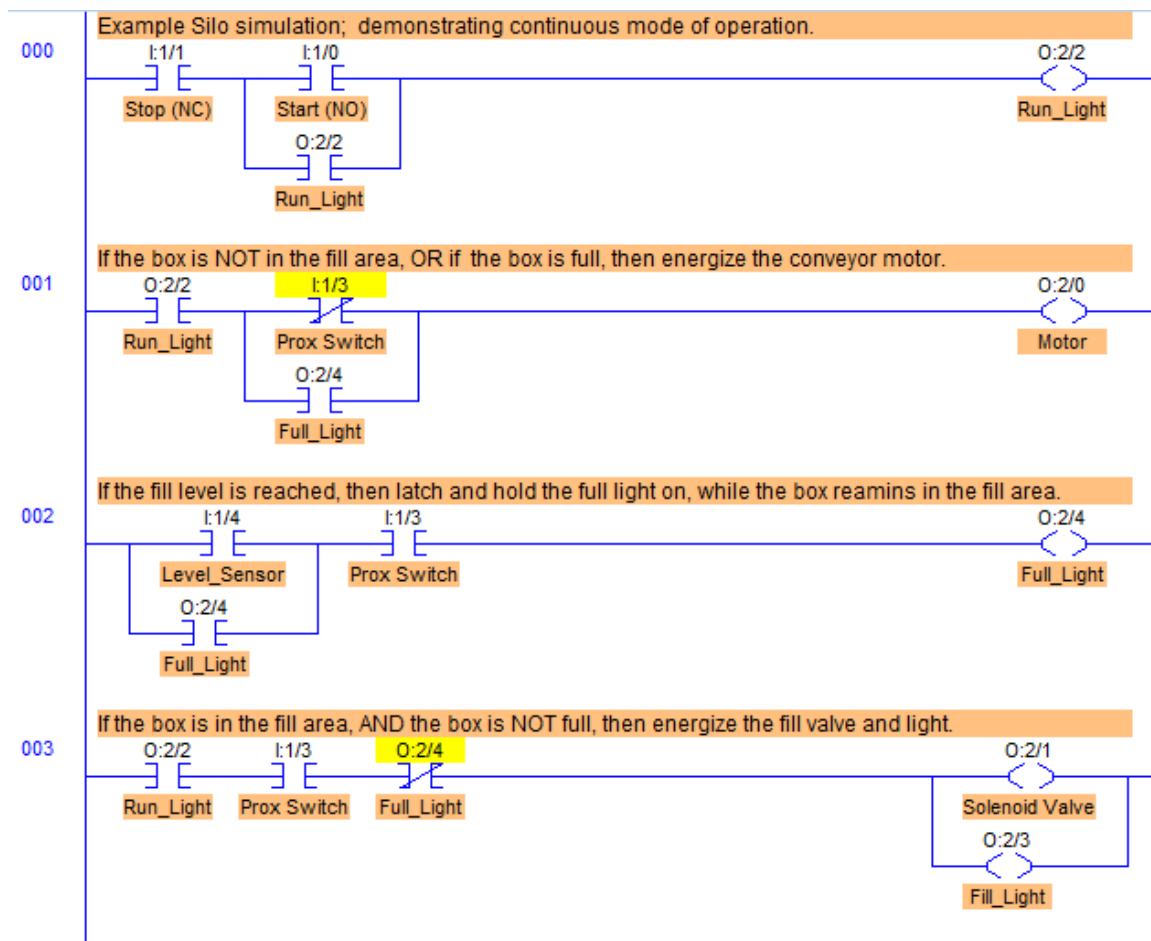 Example Silo simulation;  demonstrating continuous mode of operation.
000
I:1/1 I:1/0 O:2/2
Stop (NC) Start (NO) Run_Light
O:2/2
Run_Light
If the box is NOT in the fill area, OR if  the box is full, then energize the conveyor motor.
001
O:2/2 I:1/3 O:2/0
Run_Light Prox Switch Motor
O:2/4
Full_Light
If the fill level is reached, then latch and hold the full light on, while the box reamins in the fill area.
002
I:1/4 I:1/3 O:2/4
Level_Sensor Prox Switch Full_Light
O:2/4
Full_Light
If the box is in the fill area, AND the box is NOT full, then energize the fill valve and light.
003
O:2/2 I:1/3 O:2/4 O:2/1
Run_Light Prox Switch Full_Light Solenoid Valve
O:2/3
Fill_Light